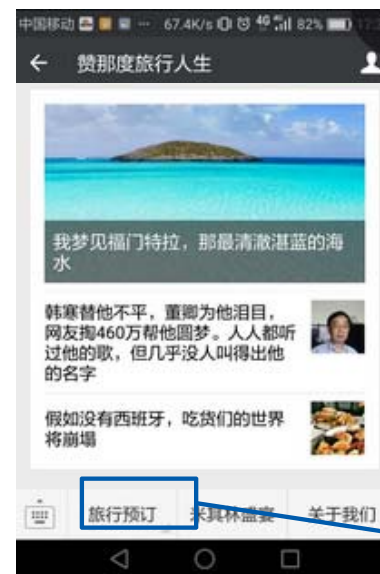 中国移动 67.4K/s 4G 82%
赞那度旅行人生
我梦见福门特拉，那最清澈湛蓝的海
水
韩寒替他不平，董卿为他泪目，
网友掏460万帮他圆梦。人人都听
过他的歌，但几乎没人叫得出他
的名字
假如没有西班牙，吃货们的世界
将崩塌
旅行预订 米其林盛宴 关于我们